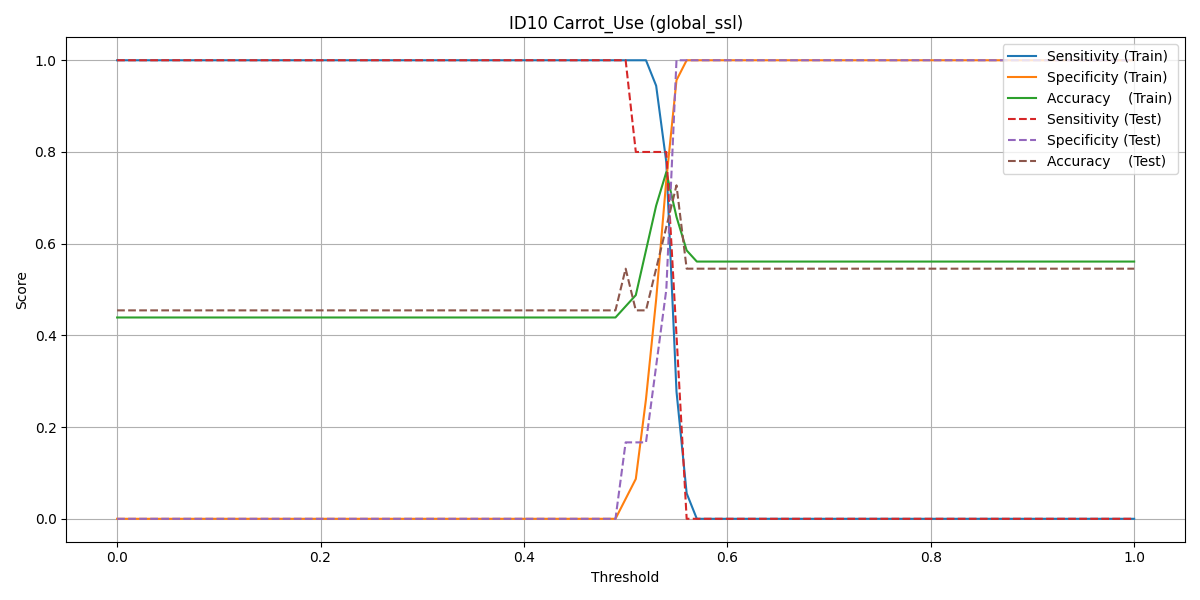 ID10 Carrot_Use (global_ssl)
Score
1.0
0.8
0.6
0.4
0.2
0.0
Sensitivity (Train)
Specificity (Train)
Accuracy    (Train)
Sensitivity (Test)
Specificity (Test)
Accuracy    (Test)
0.0 0.2 0.4 0.6 0.8 1.0
Threshold